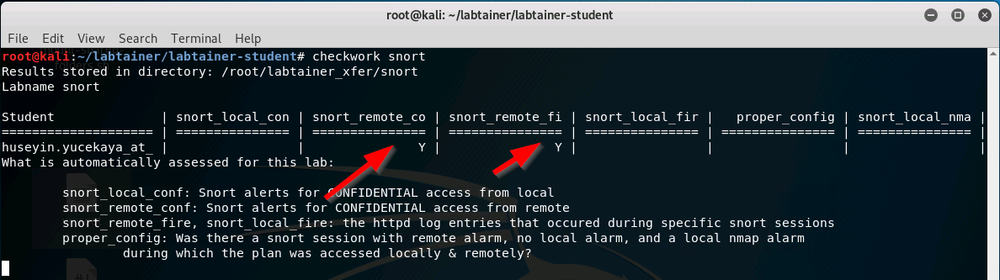 root@kali: ~/labtainer/labtainer-student
File Edit View Search Terminal Help
root@kali:~/labtainer/labtainer-student# checkwork snort
Results stored in directory: /root/labtainer_xfer/snort
Labname snort
Student | snort_local_con | snort_remote_co | snort_remote_fi | snort_local_fir | proper_config | snort_local_nma |
==================== | =============== | =============== | =============== | =============== | =============== | =============== |
huseyin.yucekaya_at_ | | Y | Y | | | |
What is automatically assessed for this lab:
snort_local_conf: Snort alerts for CONFIDENTIAL access from local
snort_remote_conf: Snort alerts for CONFIDENTIAL access from remote
snort_remote_fire, snort_local_fire: the httpd log entries that occured during specific snort sessions
proper_config: Was there a snort session with remote alarm, no local alarm, and a local nmap alarm
during which the plan was accessed locally & remotely?